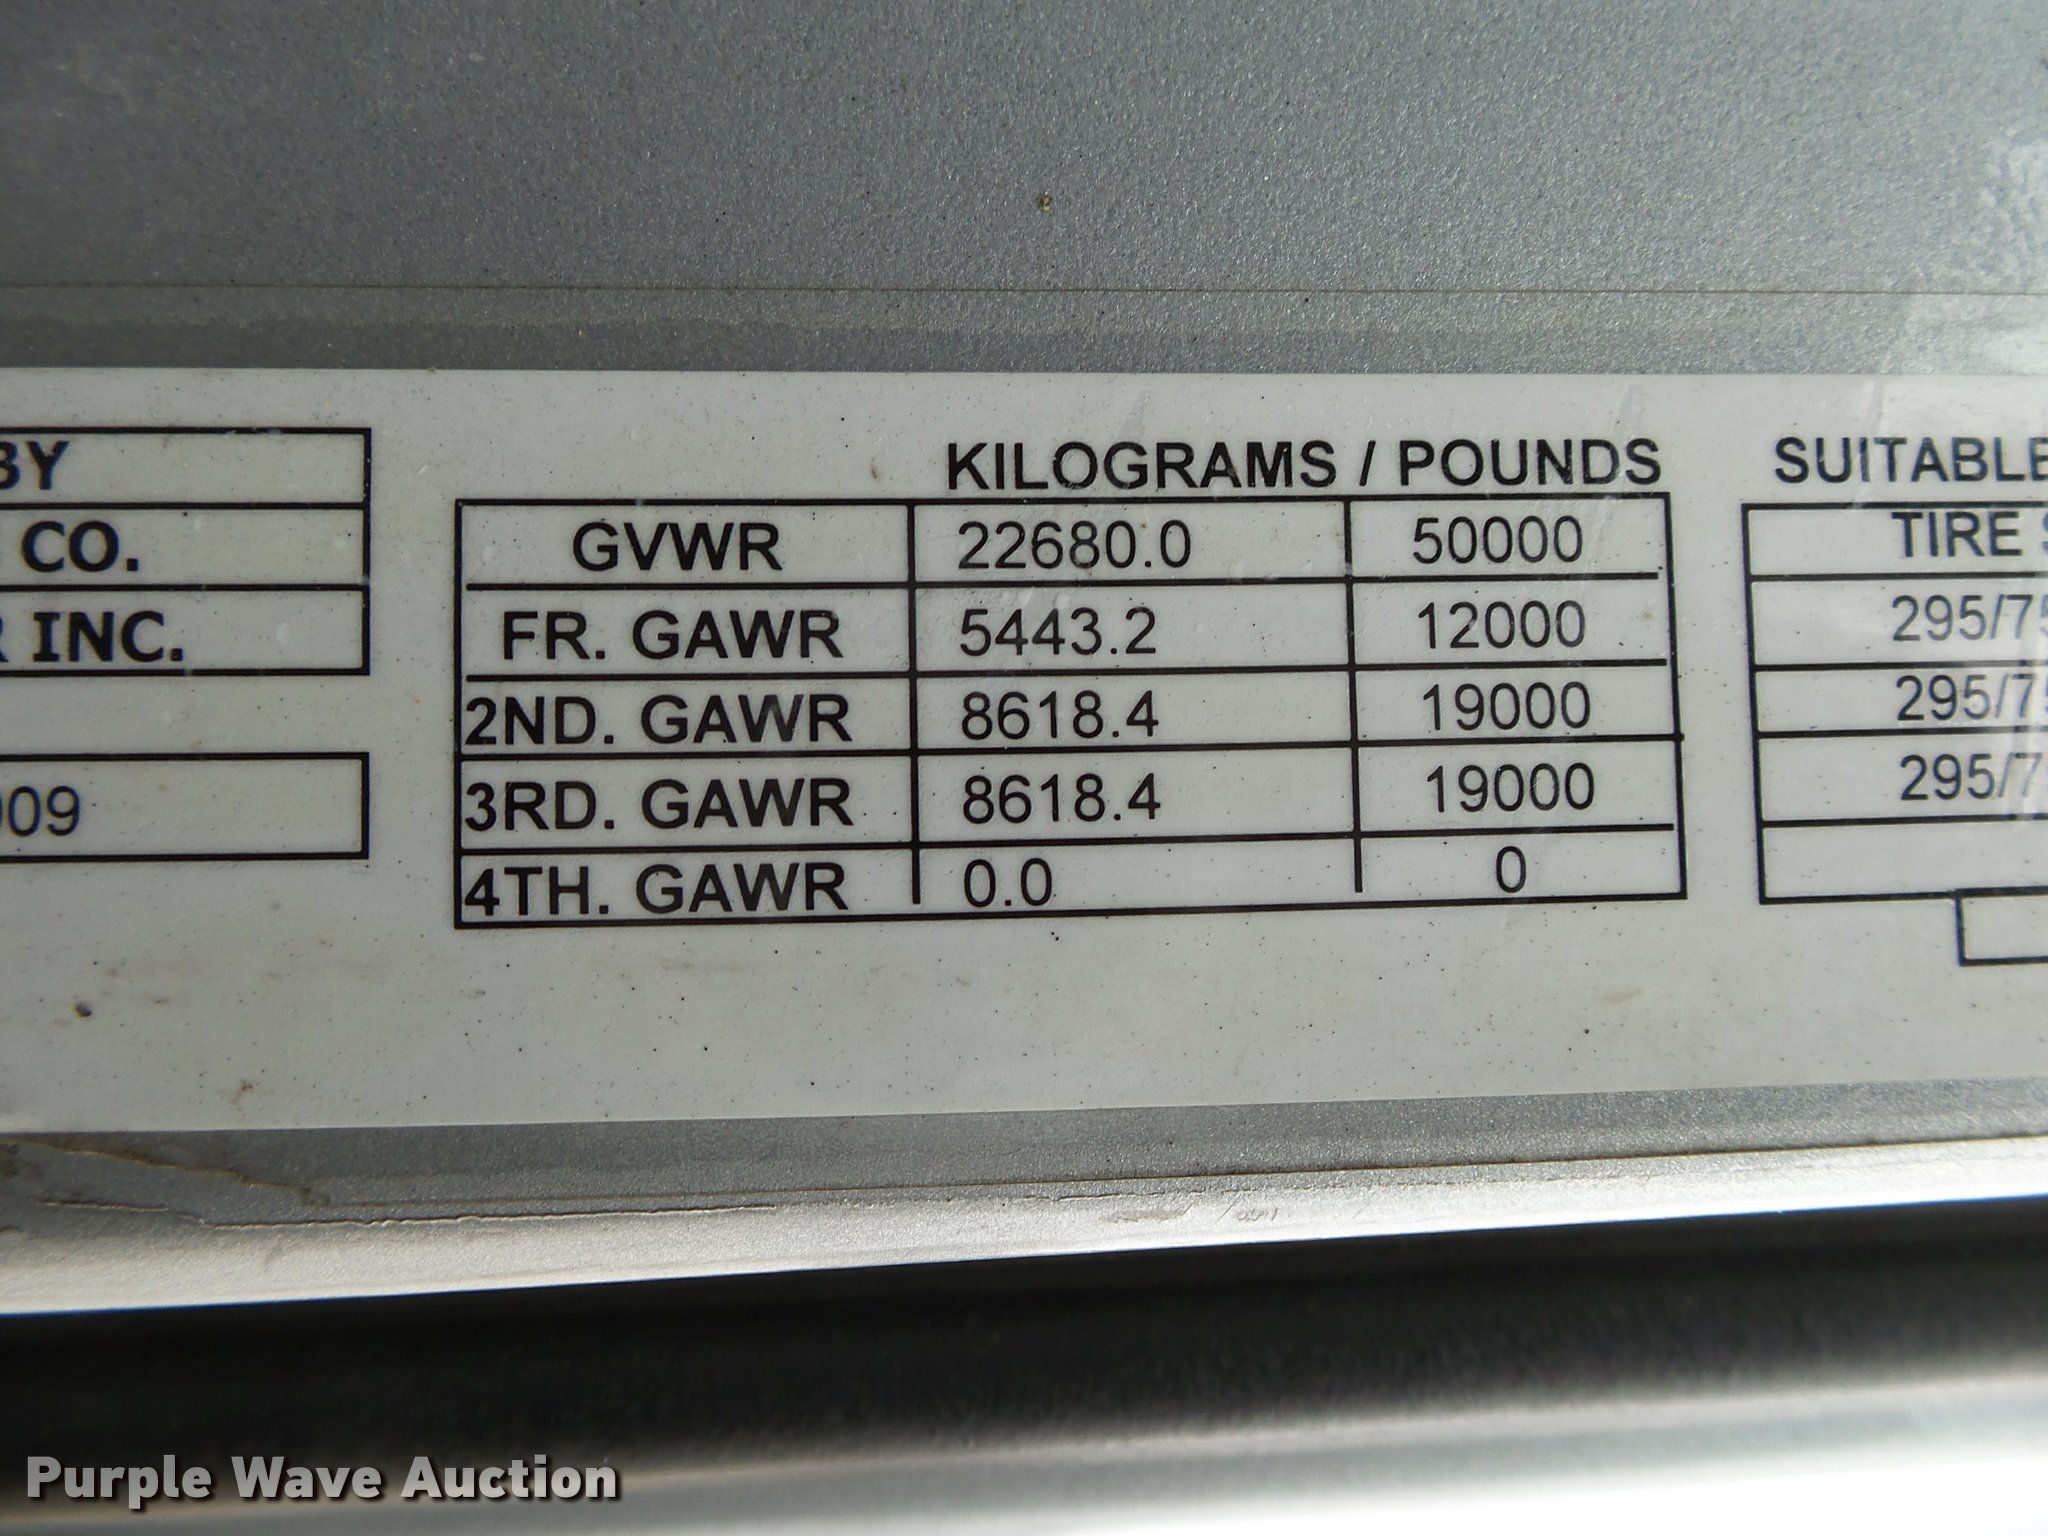 BY
CO.
INC.
KILOGRAMS / POUNDS
GVWR 22680.0 50000
FR. GAWR 5443.2 12000
2ND. GAWR 8618.4 19000
3RD. GAWR 8618.4 19000
4TH. GAWR 0.0 0
SUITABLE
TIRE
295/75
295/75
295/7
09
Purple Wave Auction